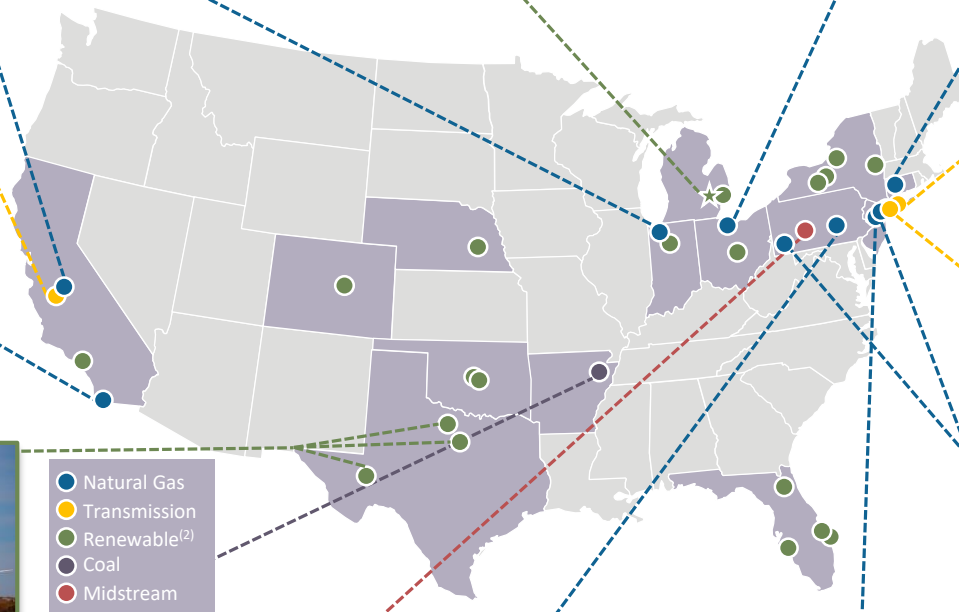 Natural Gas
Transmission
Renewable(2)
Coal
Midstream